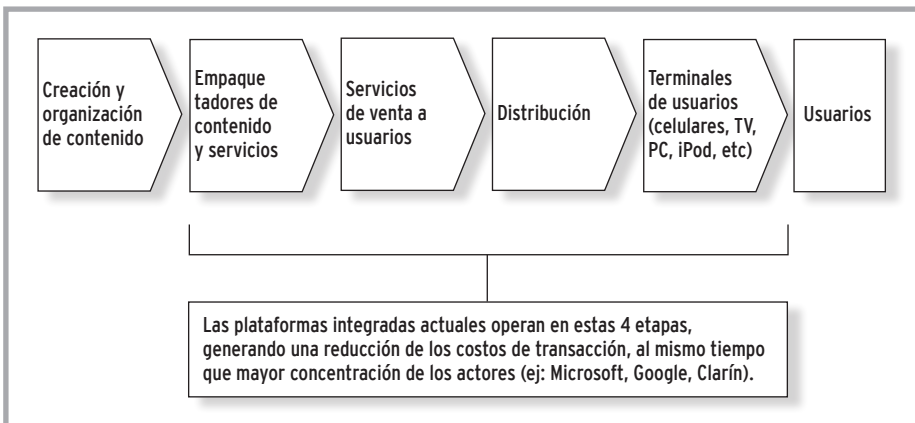 Creación y
organización
de contenido
Empaque
tadores de
contenido
y servicios
Servicios
de venta a
usuarios
Distribución
Terminales
de usuarios
(celulares, TV,
PC, iPod, etc)
Usuarios
Las plataformas integradas actuales operan en estas 4 etapas,
generando una reducción de los costos de transacción, al mismo tiempo
que mayor concentración de los actores (ej: Microsoft, Google, Clarín).